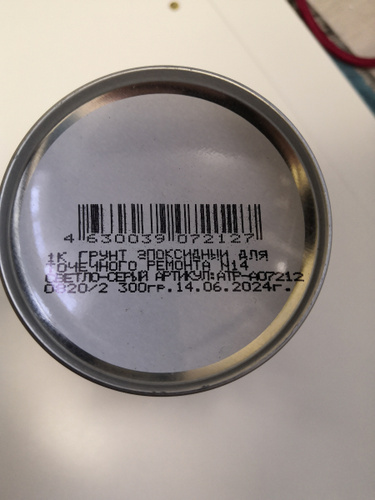 4 630039 072127
1К ГРУНТ ЭПОКСИДНЫЙ ДЛЯ
ТОЧЕЧНОГО РЕМОНТА N14
СВЕТЛО-СЕРЫЙ АРТИКУЛ:ATP-A07212
0320/2 300гр.14.06.2024г.